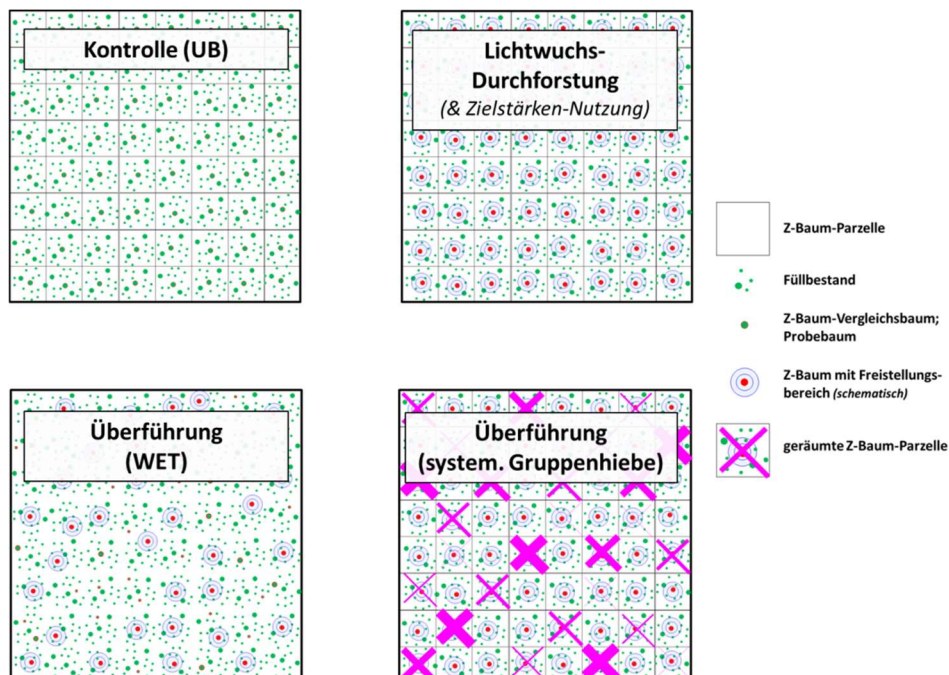 Kontrolle (UB)
Lichtwuchs-
Durchforstung
(& Zielstärken-Nutzung)
Z-Baum-Parzelle
Füllbestand
Z-Baum-Vergleichsbaum;
Probebaum
Z-Baum mit Freistellungs-
bereich (schematisch)
geräumte Z-Baum-Parzelle
Überführung
(WET)
Überführung
(system. Gruppenhiebe)